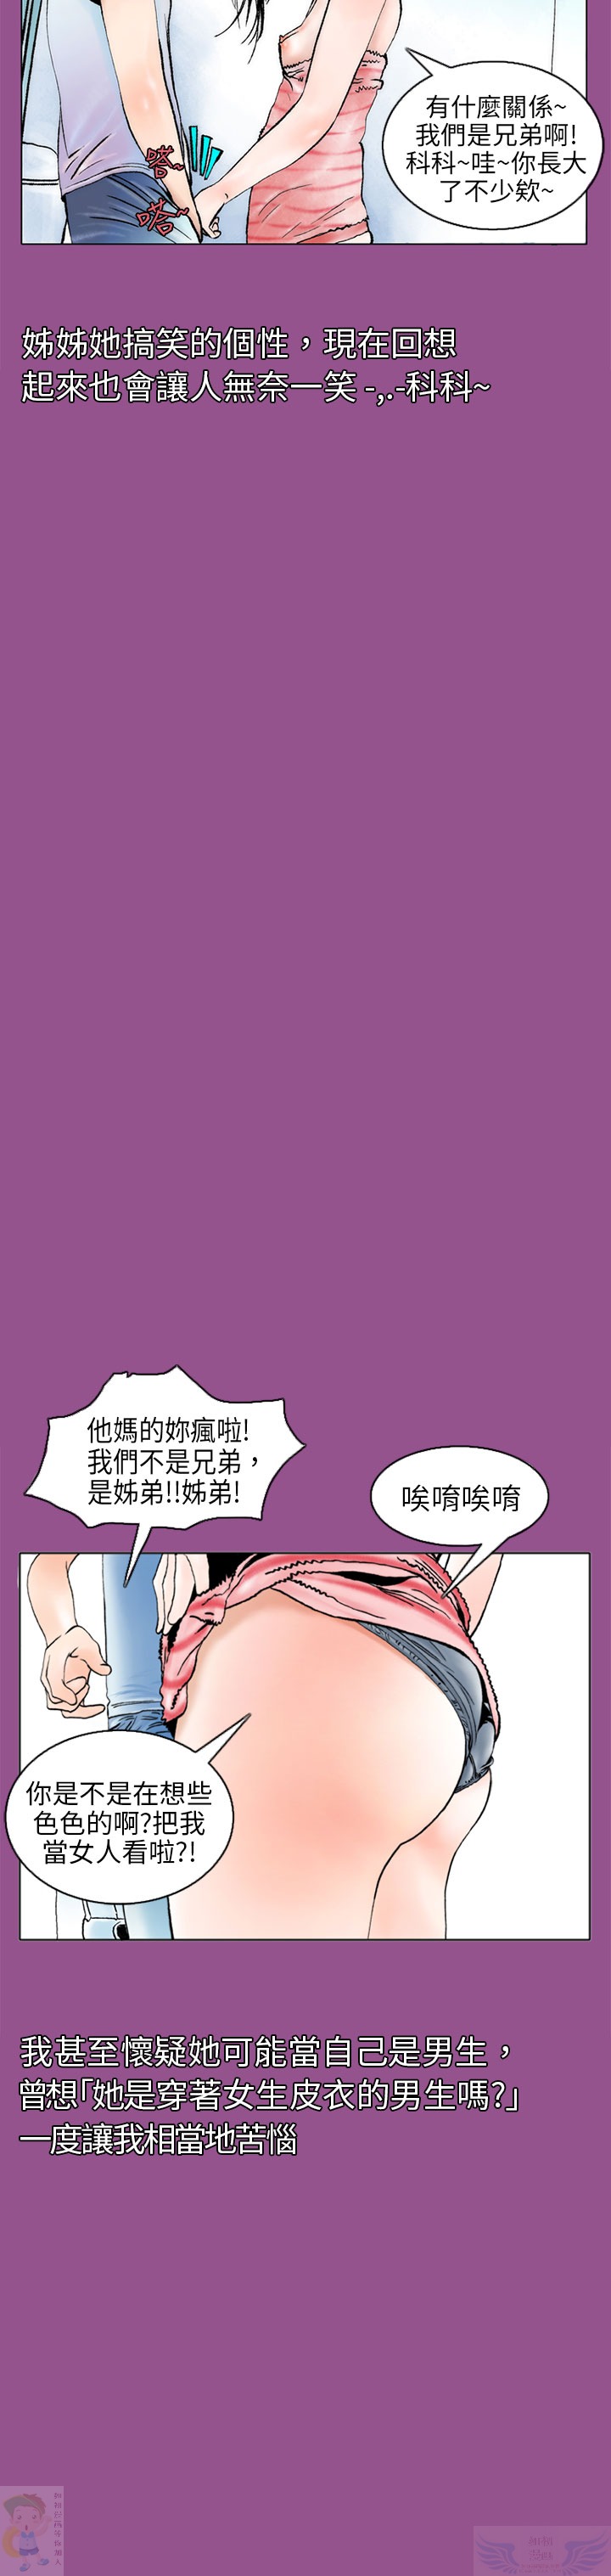 有什麼關係~
我們是兄弟啊!
科科~哇~你長大
了不少欸~
嗒~
嗒~
姊姊她搞笑的個性，現在回想
起來也會讓人無奈一笑 -,.-科科~
他媽的妳瘋啦!
我們不是兄弟，
是姊弟!!姊弟!
唉唷唉唷
你是不是在想些
色色的啊?把我
當女人看啦?!
我甚至懷疑她可能當自己是男生，
曾想「她是穿著女生皮衣的男生嗎?」
一度讓我相當地苦惱